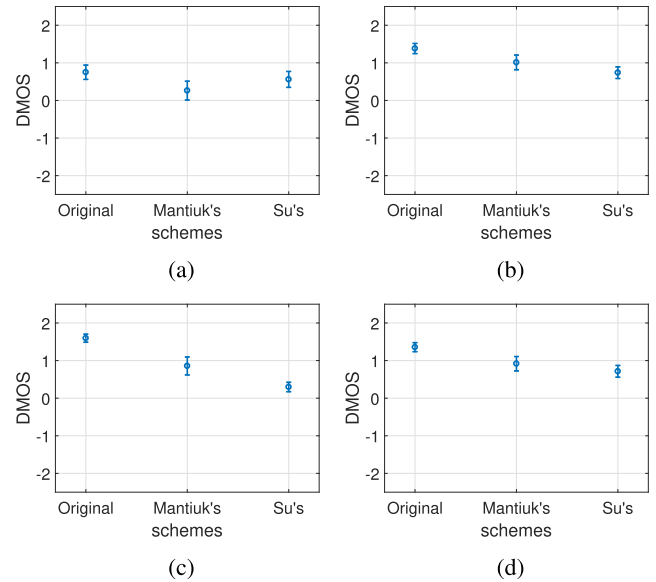 2
1
0
-1
-2
DMOS
Original Mantiuk's Su's
schemes
(a)
2
1
0
-1
-2
DMOS
Original Mantiuk's Su's
schemes
(b)
2
1
0
-1
-2
DMOS
Original Mantiuk's Su's
schemes
(c)
2
1
0
-1
-2
DMOS
Original Mantiuk's Su's
schemes
(d)